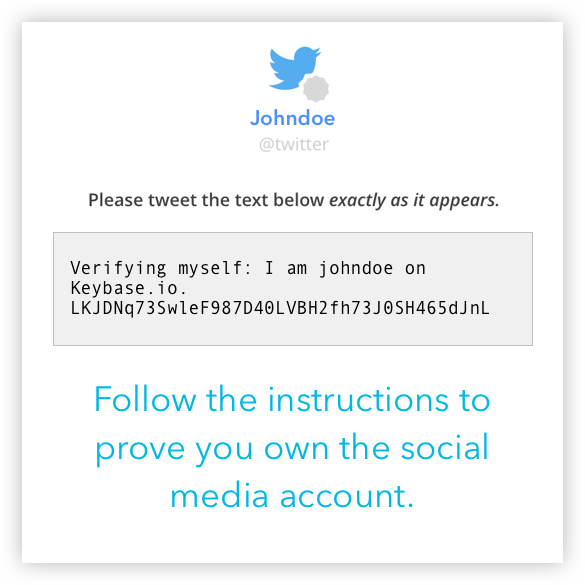 Johndoe
@twitter
Please tweet the text below exactly as it appears.
Verifying myself: I am johndoe on
Keybase.io.
LKJDNq73SwleF987D40LVBH2fh73J0SH465dJnL
Follow the instructions to
prove you own the social
media account.